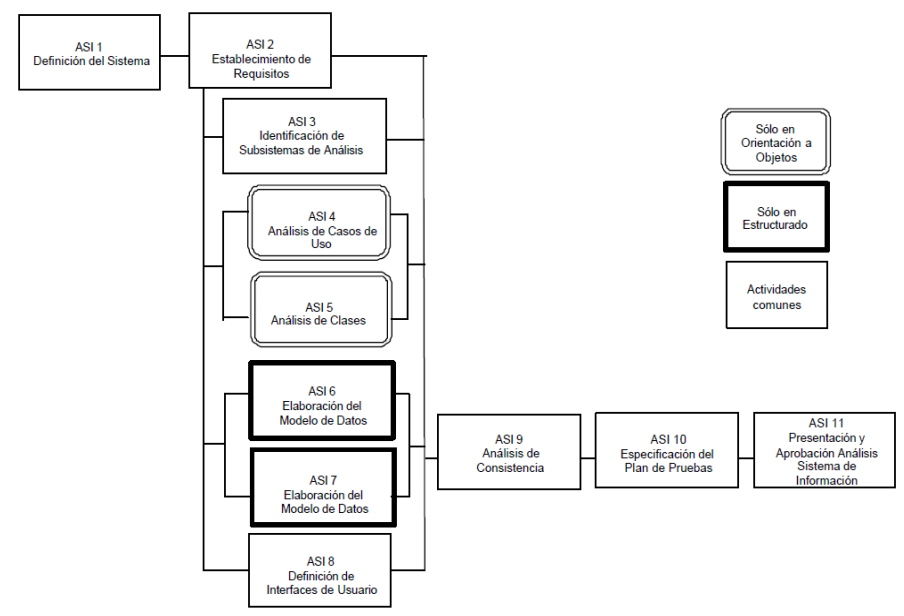 ASI 1
Definición del Sistema
ASI 2
Establecimiento de
Requisitos
ASI 3
Identificación de
Subsistemas de Análisis
ASI 4
Análisis de Casos de
Uso
ASI 5
Análisis de Clases
ASI 6
Elaboración del
Modelo de Datos
ASI 7
Elaboración del
Modelo de Datos
ASI 8
Definición de
Interfaces de Usuario
ASI 9
Análisis de
Consistencia
ASI 10
Especificación del
Plan de Pruebas
ASI 11
Presentación y
Aprobación Análisis
Sistema de
Información
Sólo en
Orientación a
Objetos
Sólo en
Estructurado
Actividades
comunes